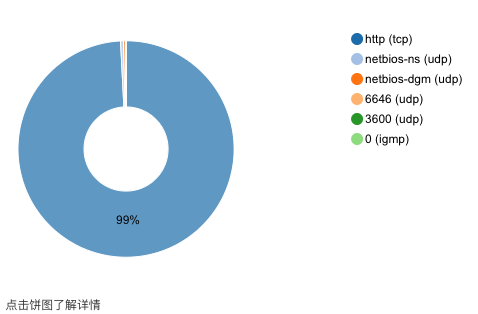 http (tcp)
netbios-ns (udp)
netbios-dgm (udp)
6646 (udp)
3600 (udp)
0 (igmp)
99%
点击饼图了解详情